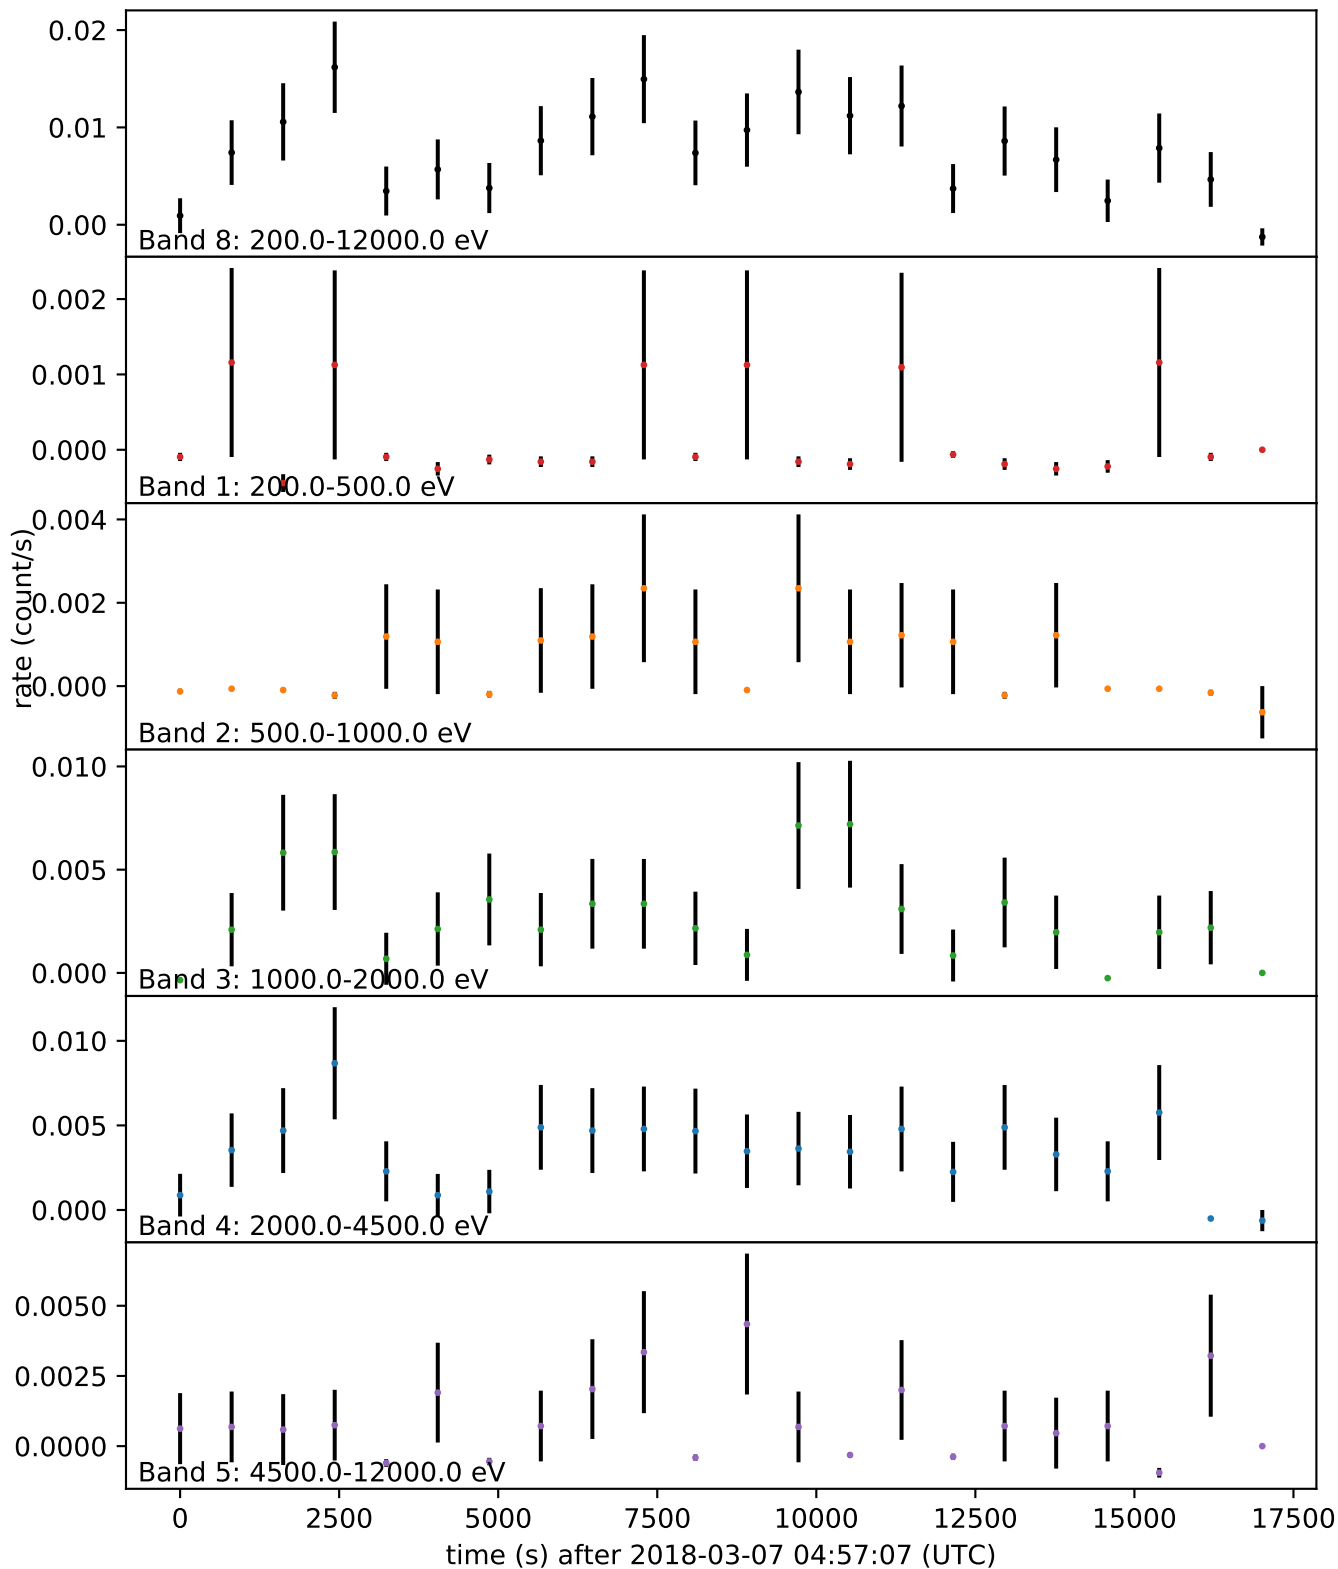 0.02
0.01
0.00
Band 8: 200.0-12000.0 eV
0.002
0.001
0.000
Band 1: 200.0-500.0 eV
rate (count/s)
0.004
0.002
0.000
Band 2: 500.0-1000.0 eV
0.010
0.005
0.000
Band 3: 1000.0-2000.0 eV
0.010
0.005
0.000
Band 4: 2000.0-4500.0 eV
0.0050
0.0025
0.0000
Band 5: 4500.0-12000.0 eV
0 2500 5000 7500 10000 12500 15000 17500
time (s) after 2018-03-07 04:57:07 (UTC)